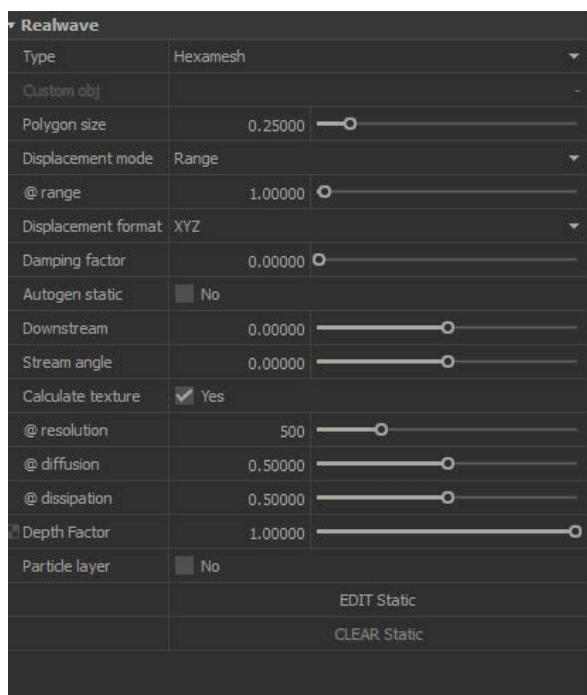 Realwave
Type Hexamesh
Custom obj -
Polygon size 0.25000
Displacement mode Range
@ range 1.00000
Displacement format XYZ
Damping factor 0.00000
Autogen static No
Downstream 0.00000
Stream angle 0.00000
Calculate texture Yes
@ resolution 500
@ diffusion 0.50000
@ dissipation 0.50000
Depth Factor 1.00000
Particle layer No
EDIT Static
CLEAR Static